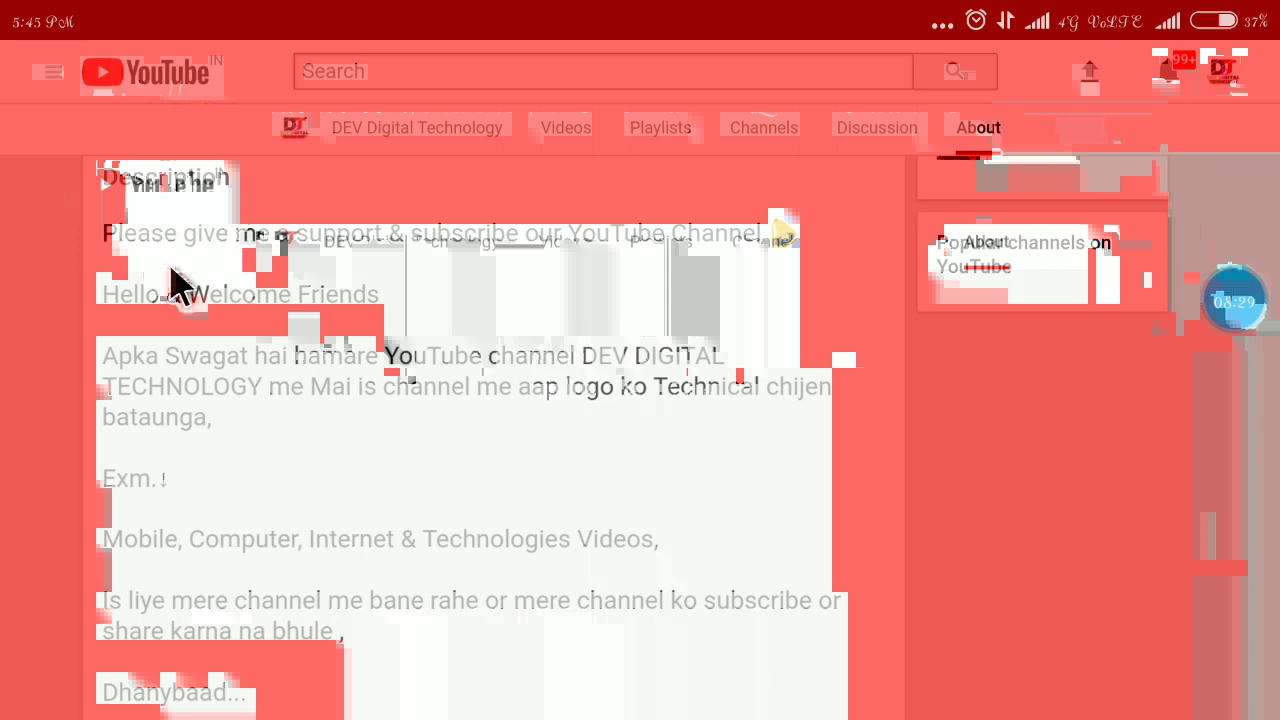 5:45 PM
4G VoLTE 37%
YouTube IN
Search
99+
DT
DEV Digital Technology Videos Playlists Channels Discussion About
Description
Please give me a support & subscribe our YouTube Channel
Hello & Welcome Friends
Apka Swagat hai hamare YouTube channel DEV DIGITAL
TECHNOLOGY me Mai is channel me aap logo ko Technical chijen
bataunga,
Exm.↓
Mobile, Computer, Internet & Technologies Videos,
Is liye mere channel me bane rahe or mere channel ko subscribe or
share karna na bhule ,
Dhanybaad...
About
Popular channels on
YouTube
08:29